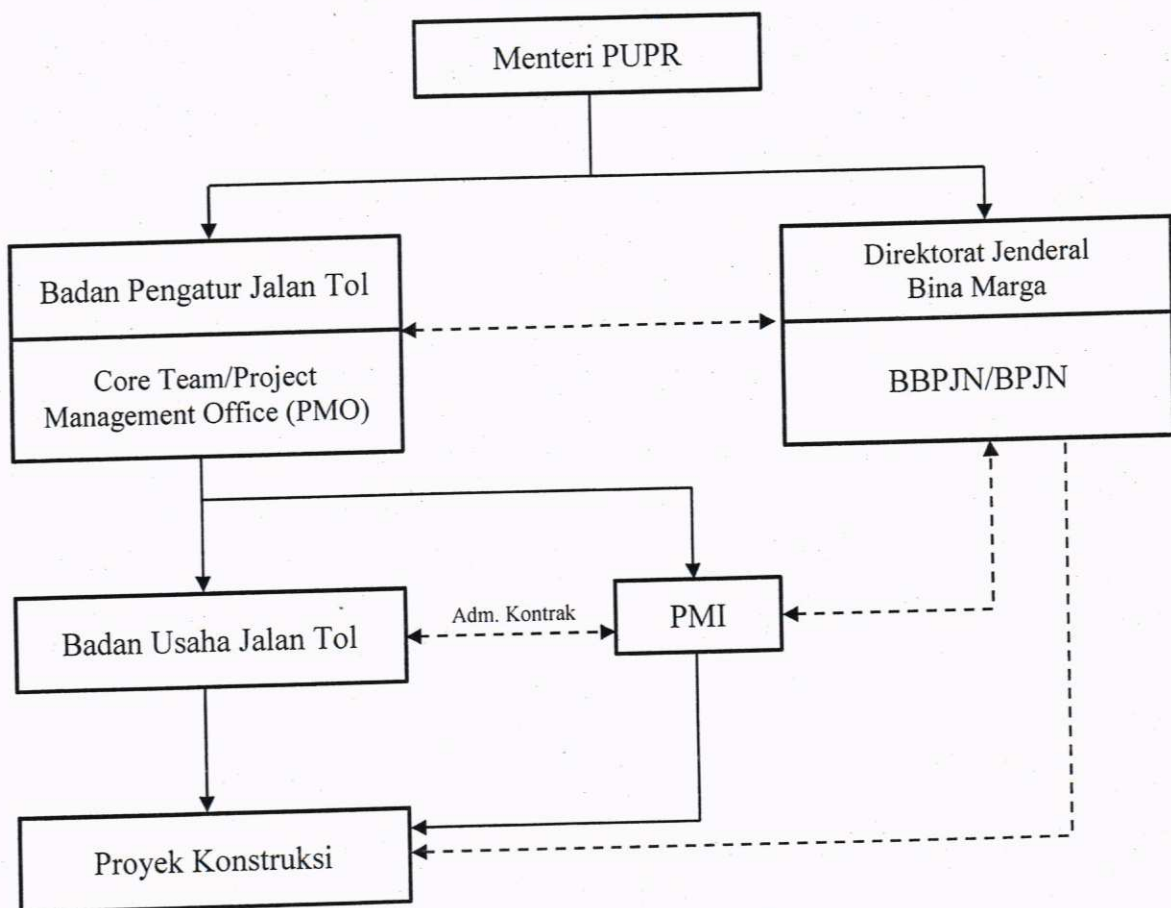 Menteri PUPR
Badan Pengatur Jalan Tol
Core Team/Project
Management Office (PMO)
Direktorat Jenderal
Bina Marga
BBPJN/BPJN
Badan Usaha Jalan Tol
Adm. Kontrak
PMI
Proyek Konstruksi